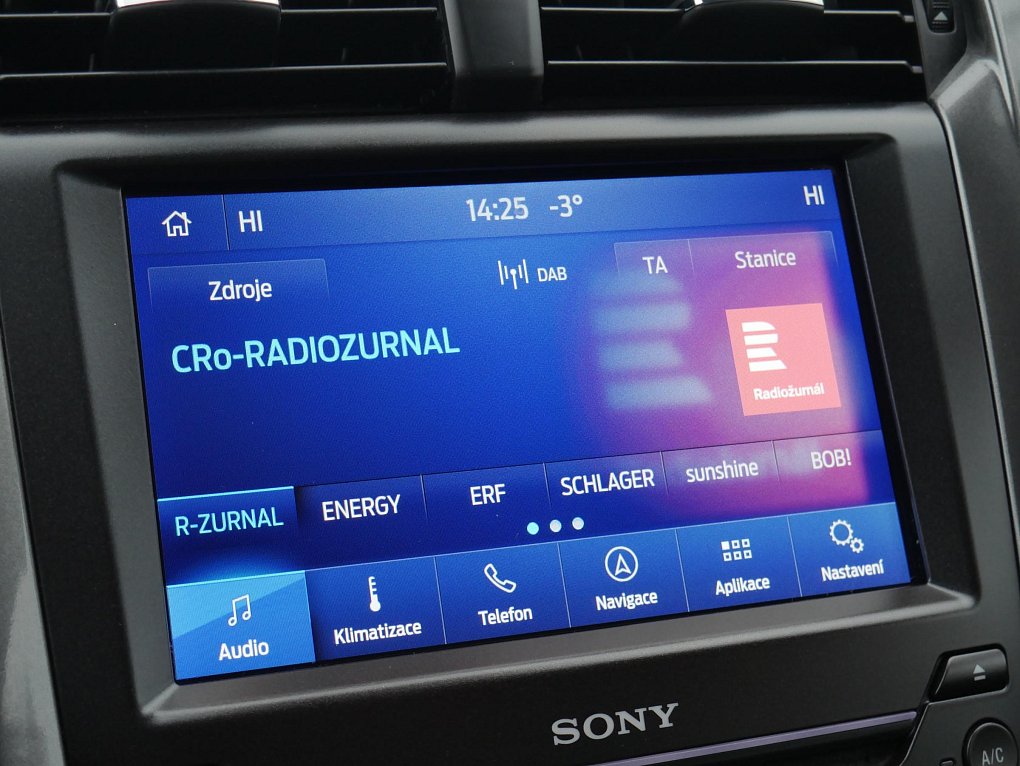 HI 14:25 -3° HI
Zdroje DAB TA Stanice
CRo-RADIOZURNAL
Radiožurnál
R-ZURNAL ENERGY ERF SCHLAGER sunshine BOB!
Audio Klimatizace Telefon Navigace Aplikace Nastavení
SONY
A/C